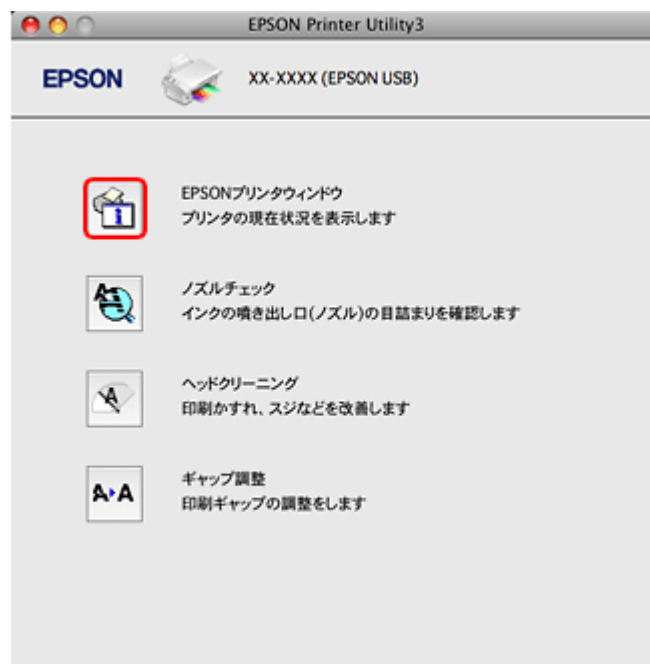 EPSON Printer Utility3
EPSON
XX-XXXX (EPSON USB)
EPSONプリンタウィンドウ
プリンタの現在状況を表示します
ノズルチェック
インクの噴き出し口(ノズル)の目詰まりを確認します
ヘッドクリーニング
印刷かすれ、スジなどを改善します
A▸A
ギャップ調整
印刷ギャップの調整をします